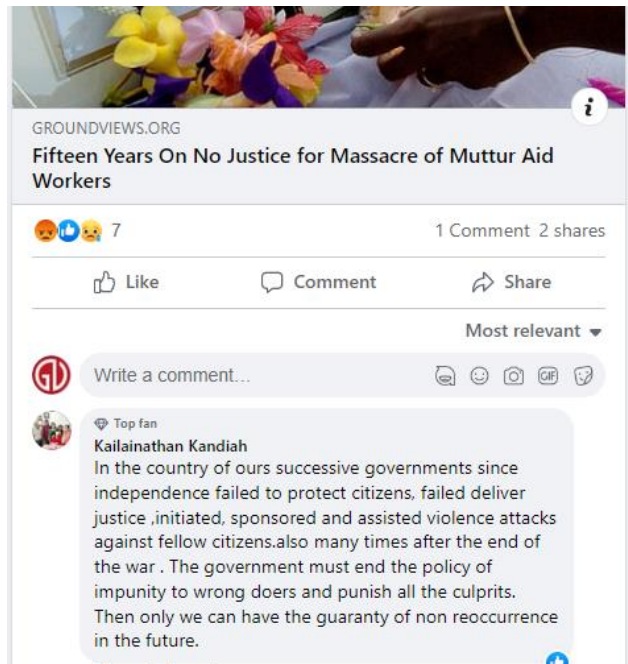 GROUNDVIEWS.ORG
Fifteen Years On No Justice for Massacre of Muttur Aid
Workers
7
1 Comment 2 shares
Like
Comment
Share
Most relevant
GV
Write a comment...
GIF
Top fan
Kailainathan Kandiah
In the country of ours successive governments since
independence failed to protect citizens, failed deliver
justice ,initiated, sponsored and assisted violence attacks
against fellow citizens.also many times after the end of
the war . The government must end the policy of
impunity to wrong doers and punish all the culprits.
Then only we can have the guaranty of non reoccurrence
in the future.